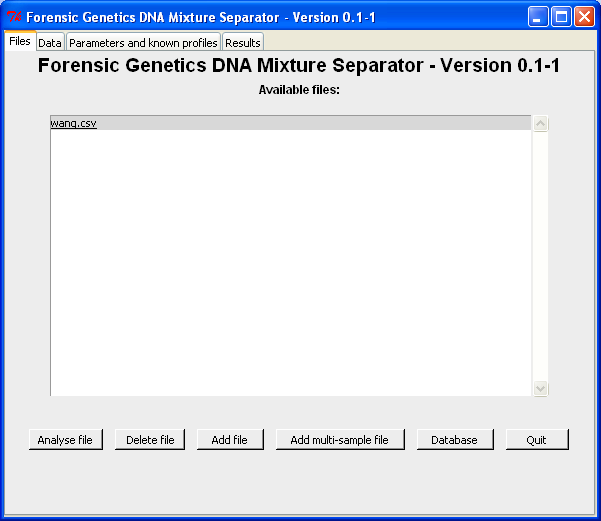 Forensic Genetics DNA Mixture Separator - Version 0.1-1
Files Data Parameters and known profiles Results
Forensic Genetics DNA Mixture Separator - Version 0.1-1
Available files:
wang.csv
Analyse file Delete file Add file Add multi-sample file Database Quit